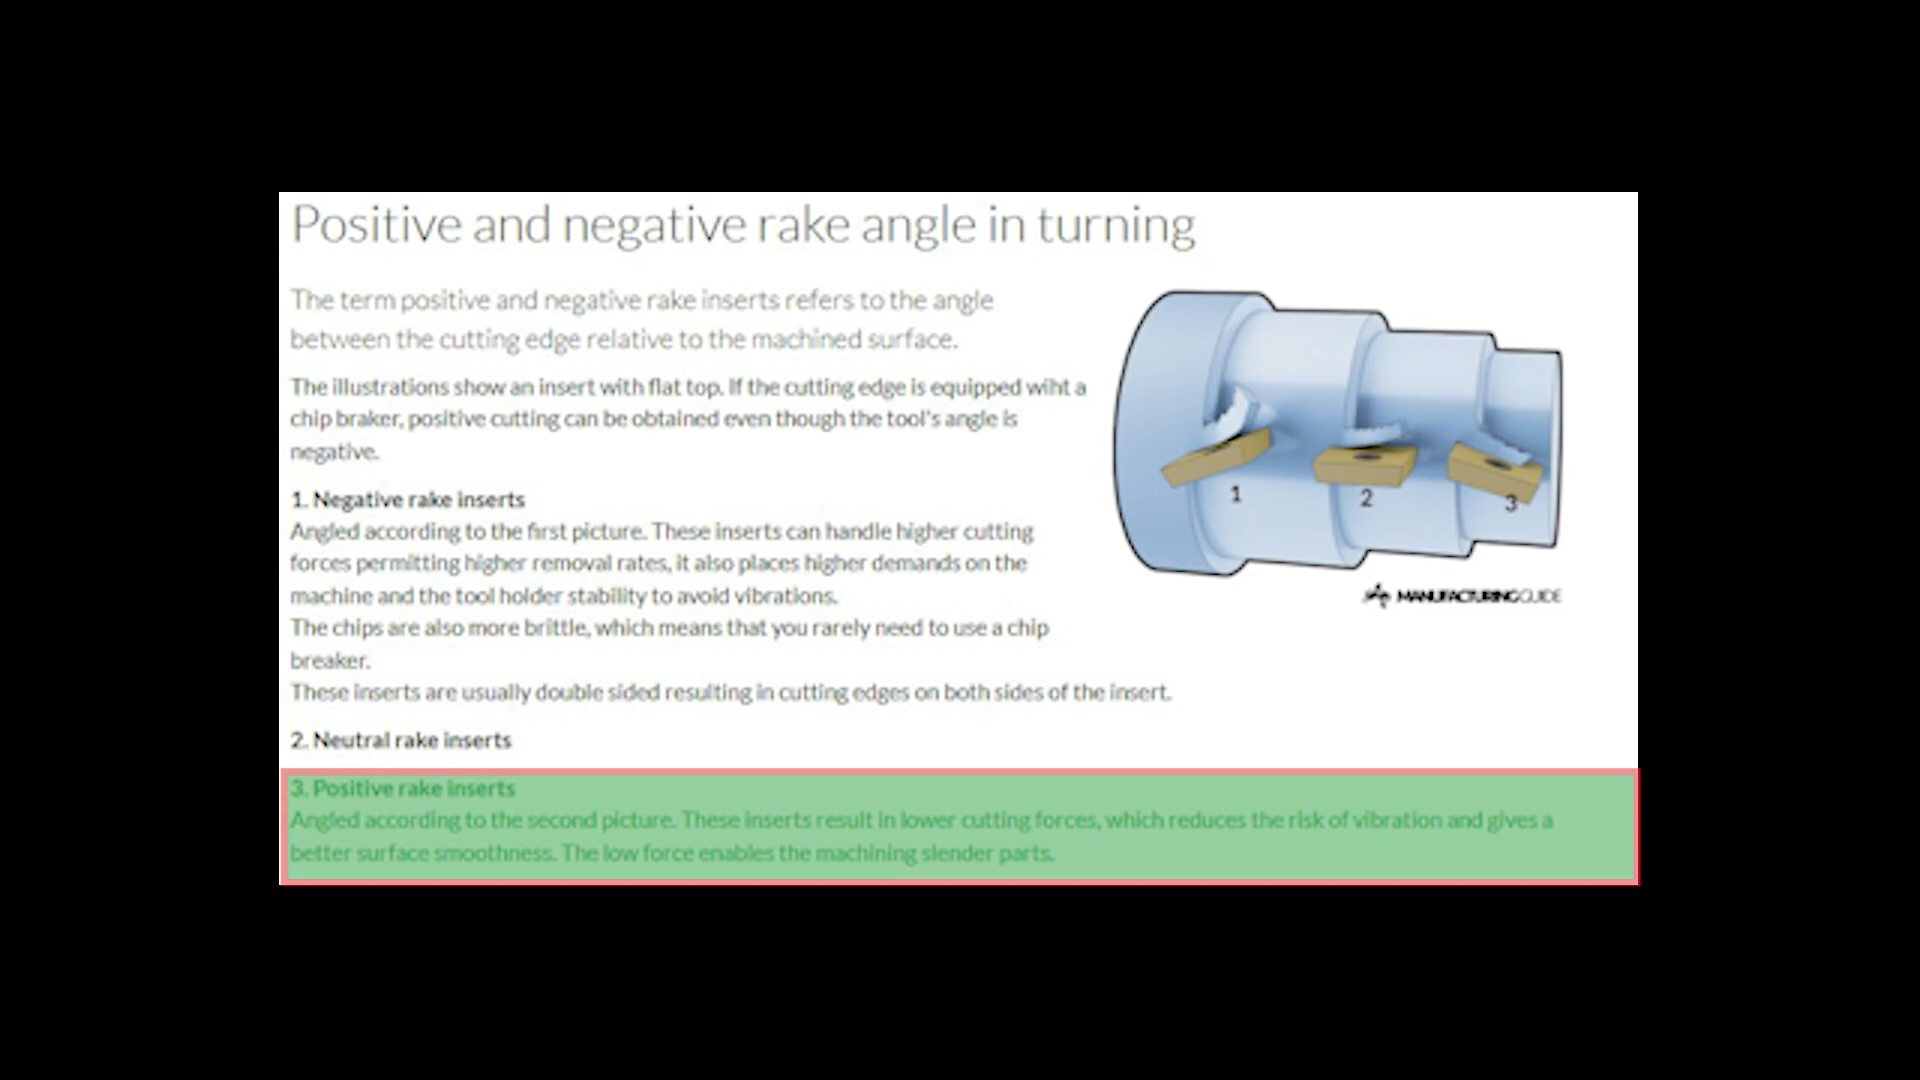 Positive and negative rake angle in turning
The term positive and negative rake inserts refers to the angle
between the cutting edge relative to the machined surface.
The illustrations show an insert with flat top. If the cutting edge is equipped wiht a
chip braker, positive cutting can be obtained even though the tool's angle is
negative.
1. Negative rake inserts
Angled according to the first picture. These inserts can handle higher cutting
forces permitting higher removal rates, it also places higher demands on the
machine and the tool holder stability to avoid vibrations.
The chips are also more brittle, which means that you rarely need to use a chip
breaker.
These inserts are usually double sided resulting in cutting edges on both sides of the insert.
2. Neutral rake inserts
3. Positive rake inserts
Angled according to the second picture. These inserts result in lower cutting forces, which reduces the risk of vibration and gives a
better surface smoothness. The low force enables the machining slender parts.
1
2
3
MANUFACTURINGGUIDE